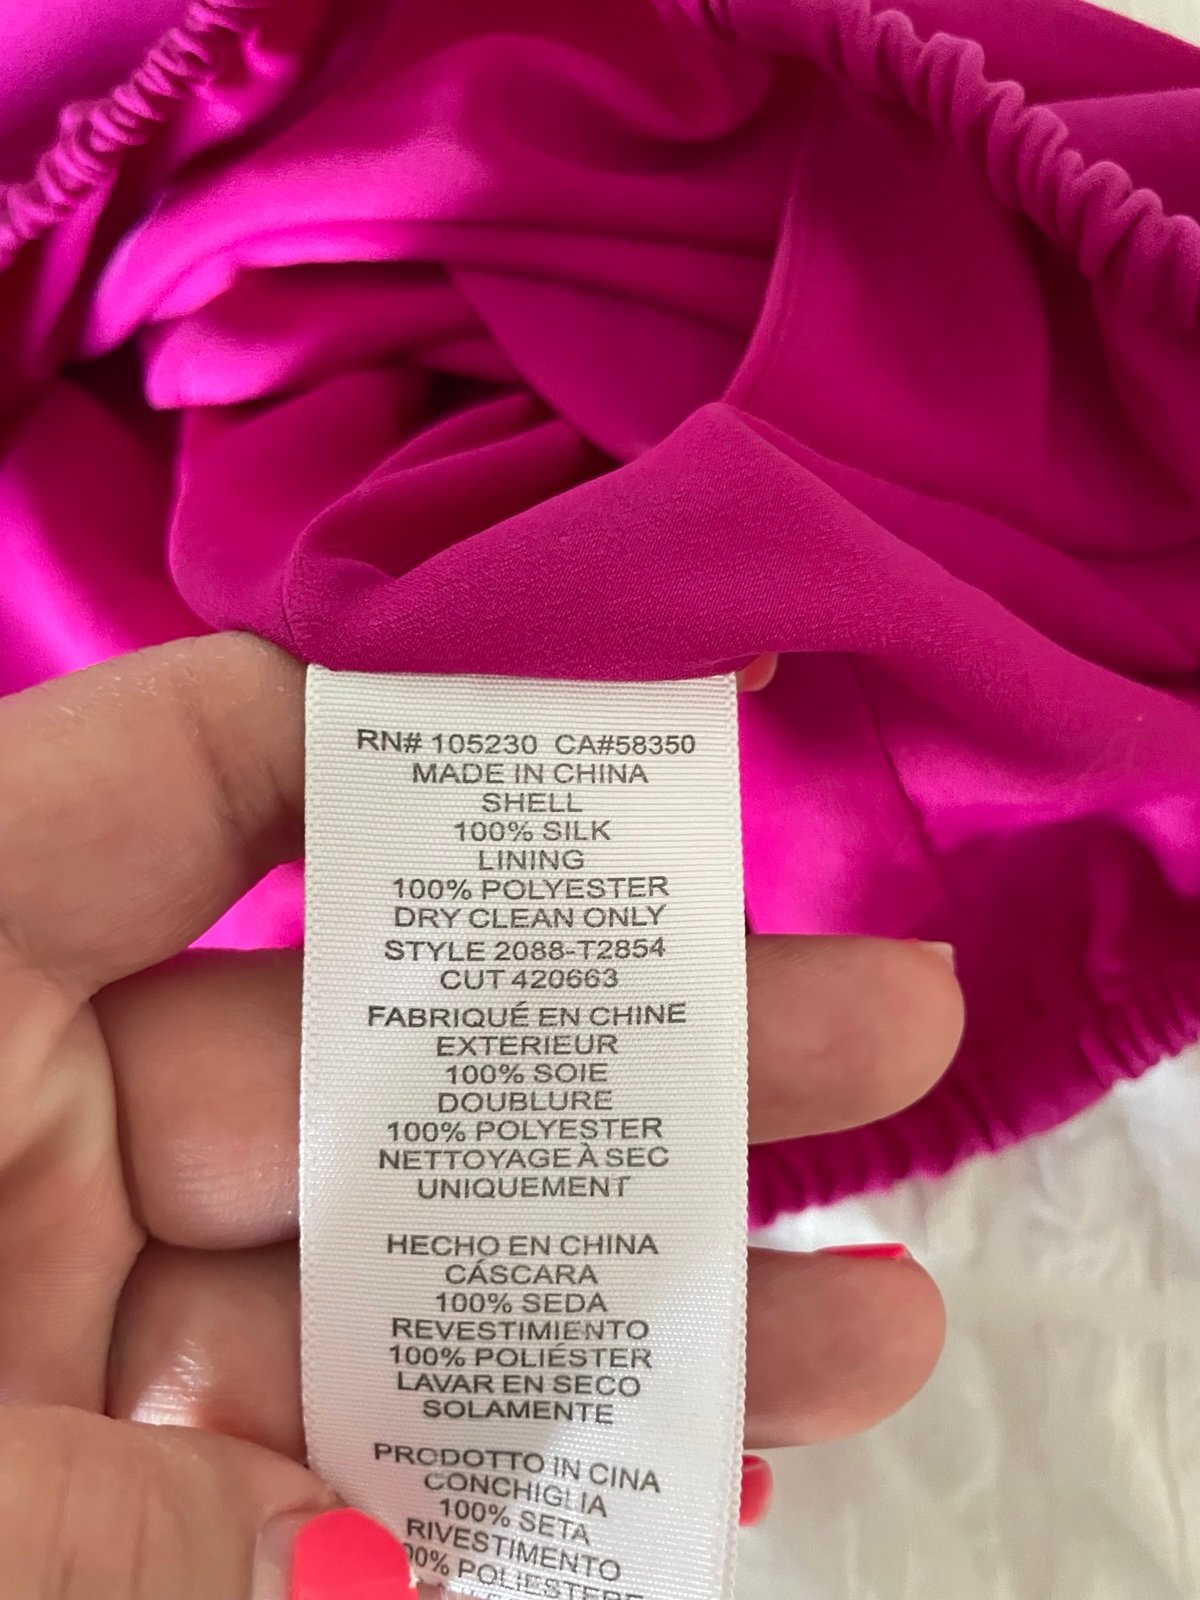 RN# 105230 CA#58350
MADE IN CHINA
SHELL
100% SILK
LINING
100% POLYESTER
DRY CLEAN ONLY
STYLE 2088-T2854
CUT 420663
FABRIQUÉ EN CHINE
EXTERIEUR
100% SOIE
DOUBLURE
100% POLYESTER
NETTOYAGE À SEC
UNIQUEMENT
HECHO EN CHINA
CÁSCARA
100% SEDA
REVESTIMIENTO
100% POLIÉSTER
LAVAR EN SECO
SOLAMENTE
PRODOTTO IN CINA
CONCHIGLIA
100% SETA
RIVESTIMENTO
00% POLIESTERE